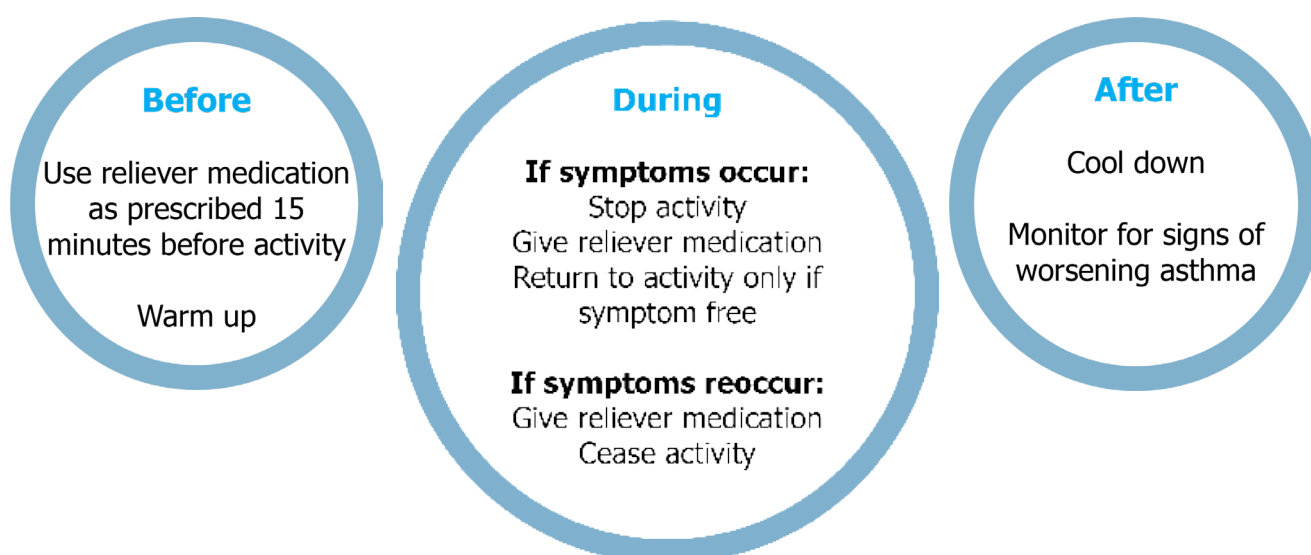 Before
Use reliever medication
as prescribed 15
minutes before activity
Warm up
During
If symptoms occur:
Stop activity
Give reliever medication
Return to activity only if
symptom free
If symptoms reoccur:
Give reliever medication
Cease activity
After
Cool down
Monitor for signs of
worsening asthma